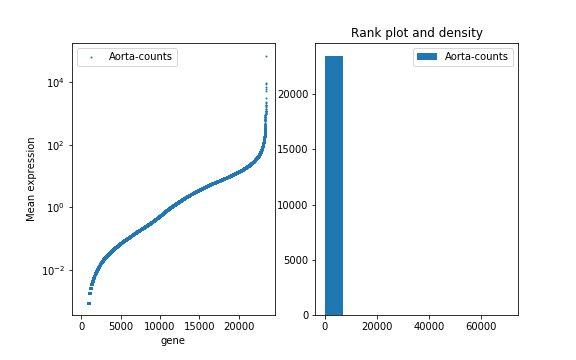 Rank plot and density
Aorta-counts
Aorta-counts
Mean expression
10^4
10^2
10^0
10^-2
0 5000 10000 15000 20000
gene
20000
15000
10000
5000
0
0 20000 40000 60000